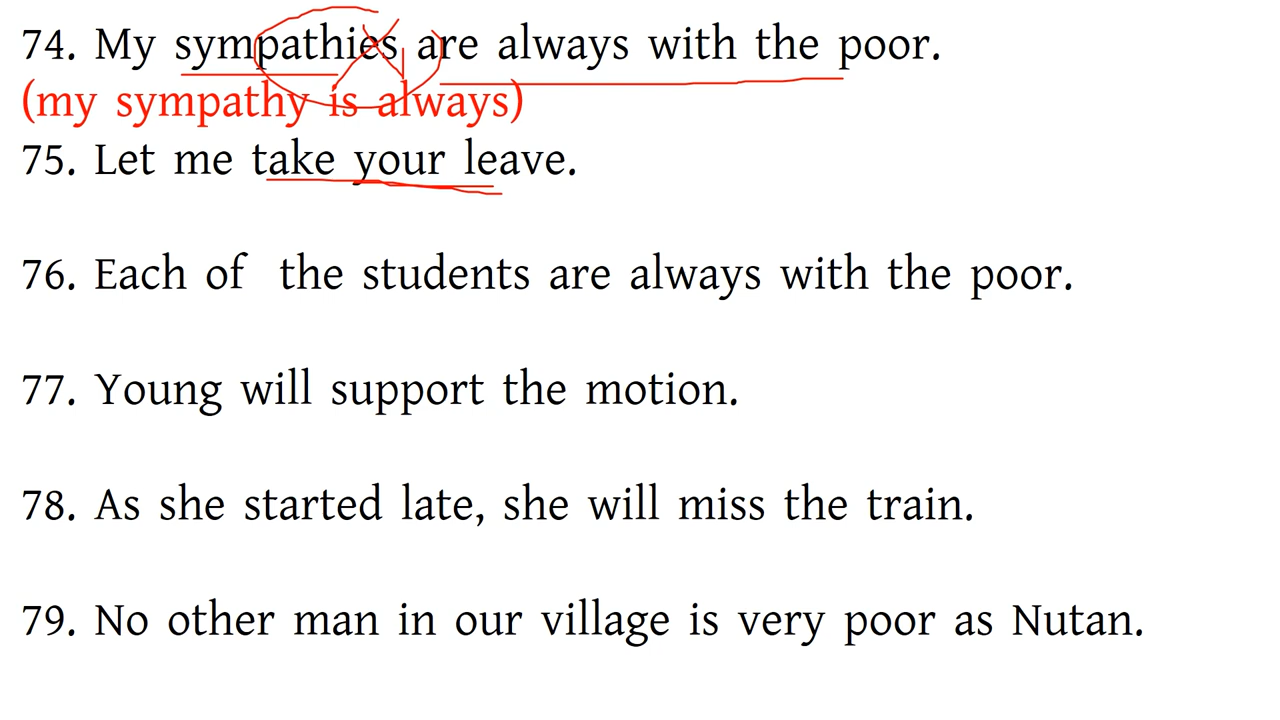 74. My sympathies are always with the poor.
(my sympathy is always)
75. Let me take your leave.
76. Each of the students are always with the poor.
77. Young will support the motion.
78. As she started late, she will miss the train.
79. No other man in our village is very poor as Nutan.